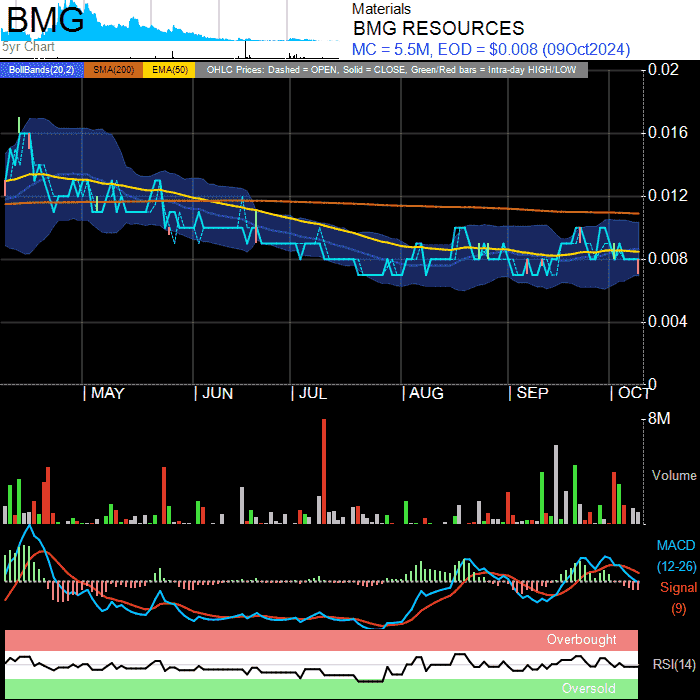 BMG
5yr Chart
Materials
BMG RESOURCES
MC = 5.5M, EOD = $0.008 (09Oct2024)
BollBands(20,2) SMA(200) EMA(50) OHLC Prices: Dashed = OPEN, Solid = CLOSE, Green/Red bars = Intra-day HIGH/LOW
0.02
0.016
0.012
0.008
0.004
0
MAY JUN JUL AUG SEP OCT
8M
Volume
MACD
(12-26)
Signal
(9)
Overbought
RSI(14)
Oversold